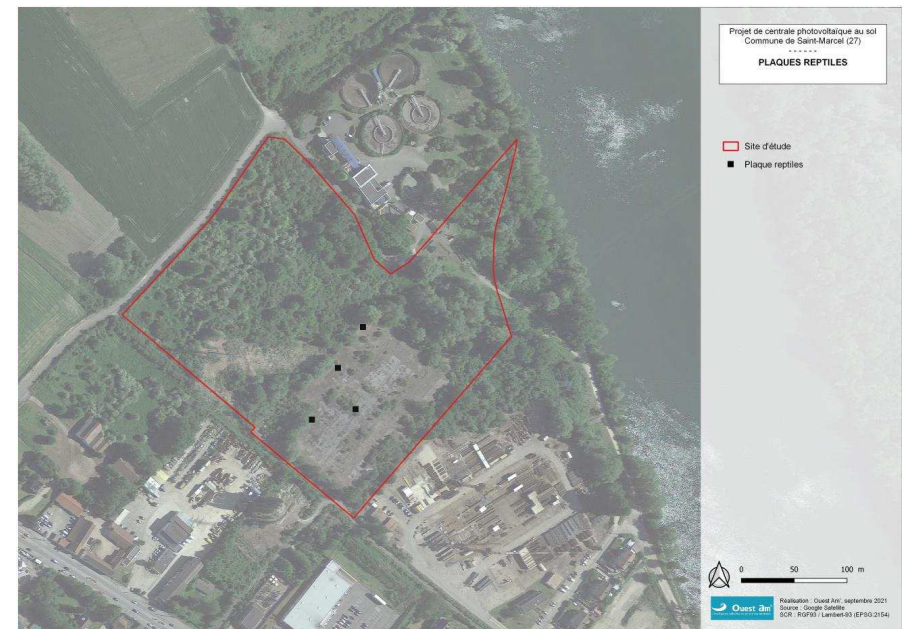 Projet de centrale photovoltaïque au sol
Commune de Saint-Marcel (27)
------
PLAQUES REPTILES
Site d'étude
Plaque reptiles
0 50 100 m
Ouest am'
Réalisation : Ouest Am', septembre 2021
Source : Google Satellite
SCR : RGF93 / Lambert-93 (EPSG:2154)